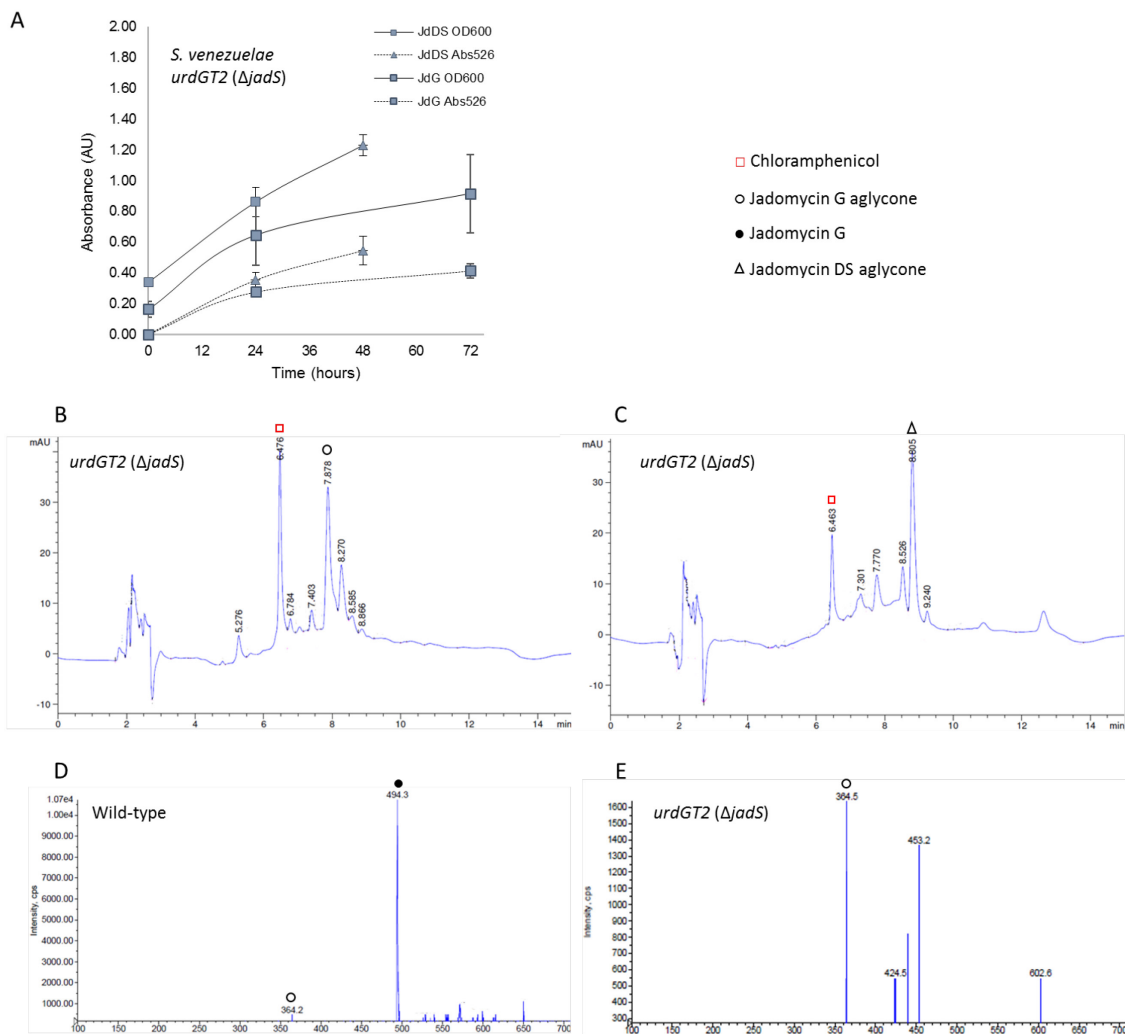 A
S. venezuelae
urdGT2 (ΔjadS)
JdDS OD600
JdDS Abs526
JdG OD600
JdG Abs526
Absorbance (AU)
2.00
1.80
1.60
1.40
1.20
1.00
0.80
0.60
0.40
0.20
0.00
0 12 24 36 48 60 72
Time (hours)
Chloramphenicol
Jadomycin G aglycone
Jadomycin G
Jadomycin DS aglycone
B
mAU
urdGT2 (ΔjadS)
30
20
10
0
-10
5.276
6.476
6.784
7.403
7.878
8.270
8.585
8.866
0 2 4 6 8 10 12 14 min
C
mAU
urdGT2 (ΔjadS)
30
20
10
0
-10
6.463
7.301
7.770
8.526
8.805
9.240
0 2 4 6 8 10 12 14 min
D
Wild-type
494.3
364.2
Intensity, cps
1.07e4
1.00e4
9000.00
8000.00
7000.00
6000.00
5000.00
4000.00
3000.00
2000.00
1000.00
100 150 200 250 300 350 400 450 500 550 600 650 700
E
urdGT2 (ΔjadS)
364.5
453.2
424.5
602.6
Intensity, cps
1600
1500
1400
1300
1200
1100
1000
900
800
700
600
500
400
300
100 150 200 250 300 350 400 450 500 550 600 650 700